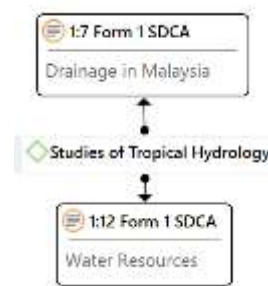 1:7 Form 1 SDCA
Drainage in Malaysia
Studies of Tropical Hydrology
1:12 Form 1 SDCA
Water Resources